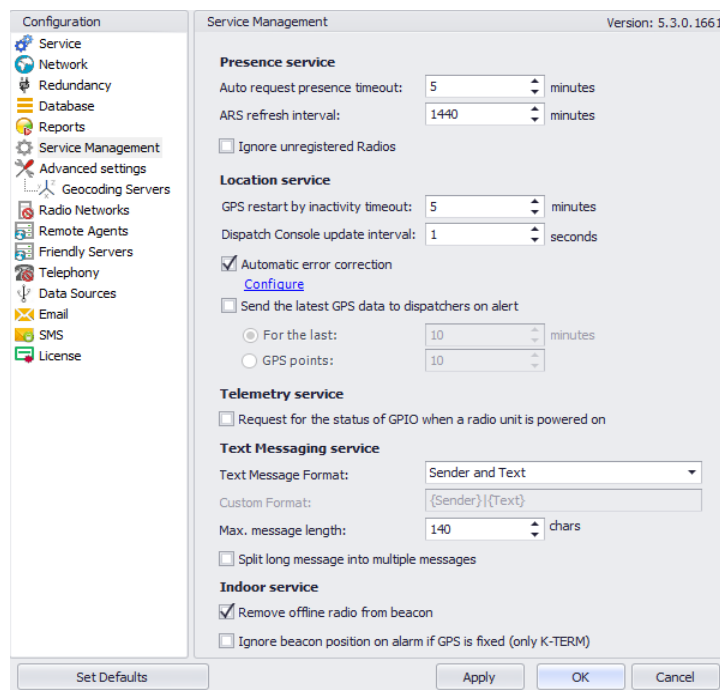 Configuration
Service
Network
Redundancy
Database
Reports
Service Management
Advanced settings
Geocoding Servers
Radio Networks
Remote Agents
Friendly Servers
Telephony
Data Sources
Email
SMS
License
Service Management Version: 5.3.0.1661
Presence service
Auto request presence timeout: 5 minutes
ARS refresh interval: 1440 minutes
Ignore unregistered Radios
Location service
GPS restart by inactivity timeout: 5 minutes
Dispatch Console update interval: 1 seconds
Automatic error correction
Configure
Send the latest GPS data to dispatchers on alert
For the last: 10 minutes
GPS points: 10
Telemetry service
Request for the status of GPIO when a radio unit is powered on
Text Messaging service
Text Message Format: Sender and Text
Custom Format: {Sender}|{Text}
Max. message length: 140 chars
Split long message into multiple messages
Indoor service
Remove offline radio from beacon
Ignore beacon position on alarm if GPS is fixed (only K-TERM)
Set Defaults Apply OK Cancel